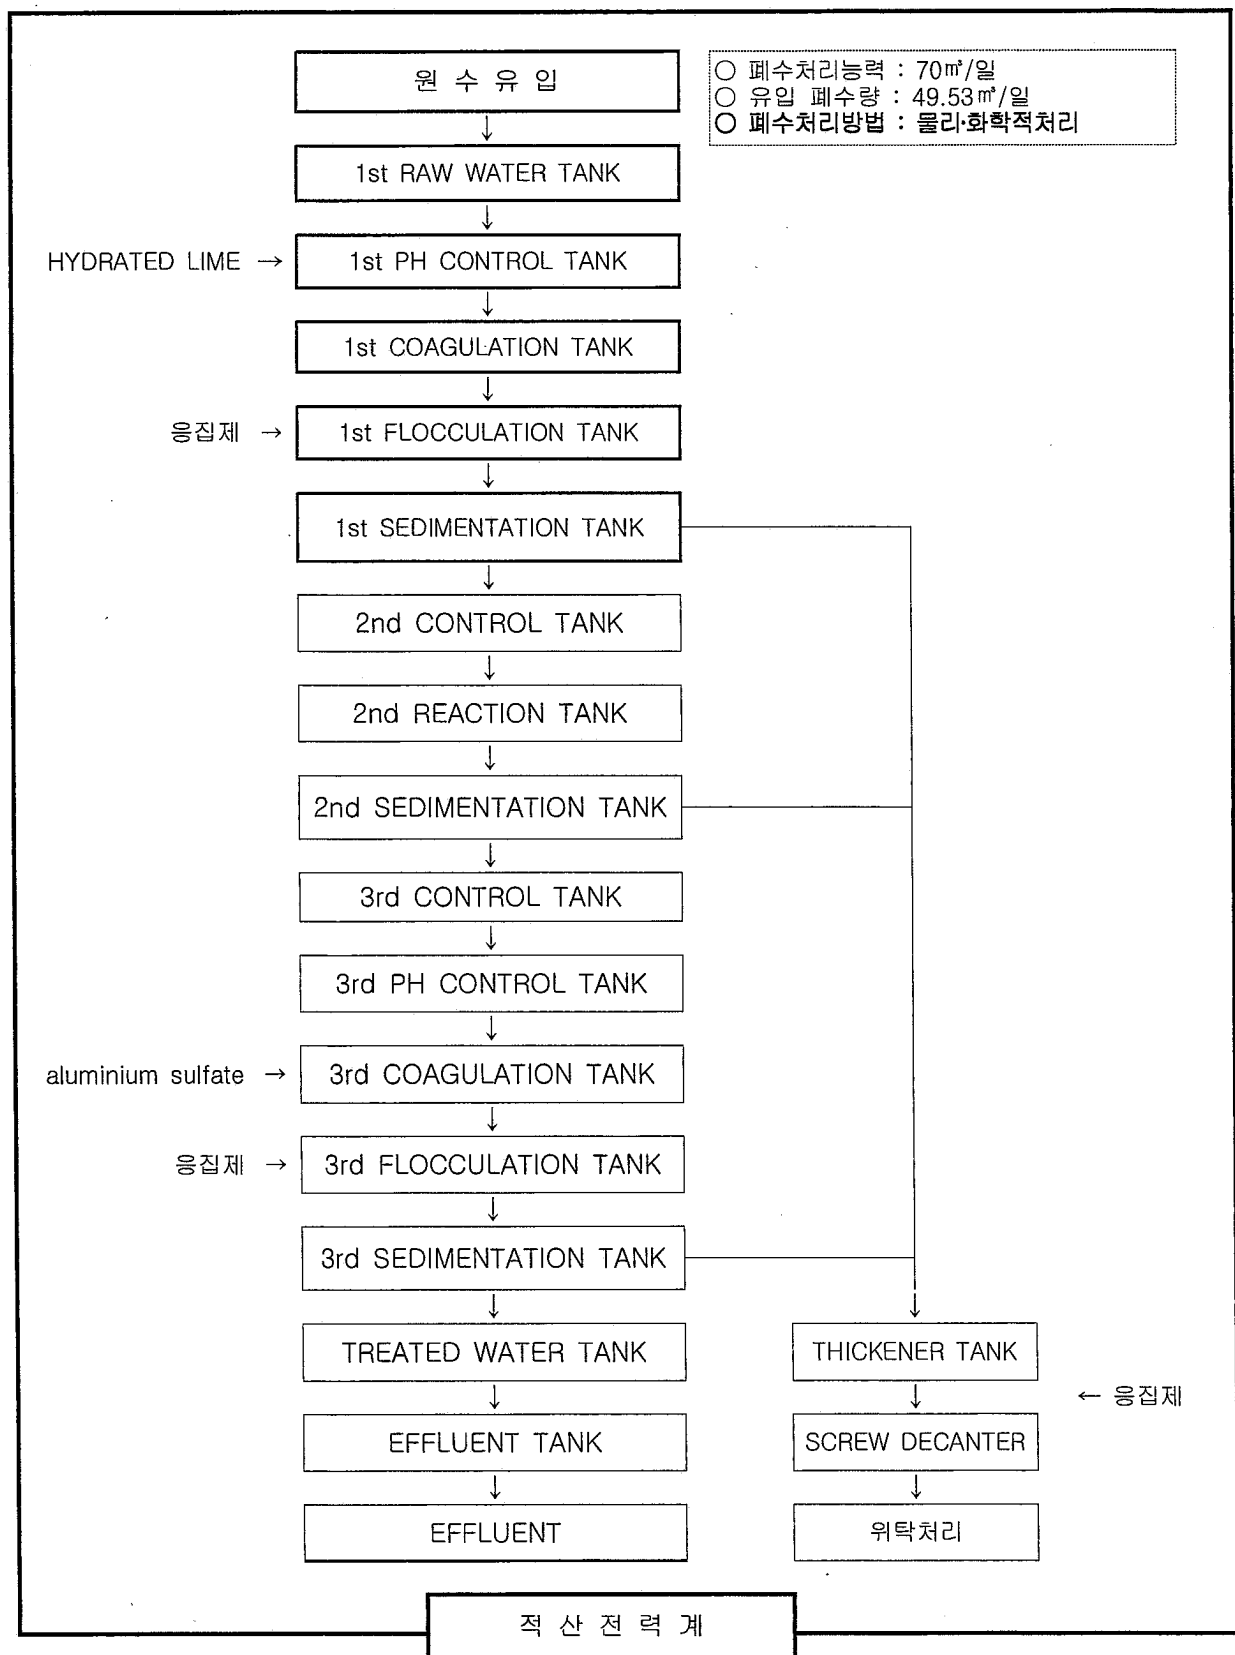 원 수 유 입
○ 폐수처리능력 : 70㎥/일
○ 유입 폐수량 : 49.53㎥/일
○ 폐수처리방법 : 물리·화학적처리
↓
1st RAW WATER TANK
↓
HYDRATED LIME → 1st PH CONTROL TANK
↓
1st COAGULATION TANK
↓
응집제 → 1st FLOCCULATION TANK
↓
1st SEDIMENTATION TANK
↓
2nd CONTROL TANK
↓
2nd REACTION TANK
↓
2nd SEDIMENTATION TANK
↓
3rd CONTROL TANK
↓
3rd PH CONTROL TANK
↓
aluminium sulfate → 3rd COAGULATION TANK
↓
응집제 → 3rd FLOCCULATION TANK
↓
3rd SEDIMENTATION TANK
↓ ↓
TREATED WATER TANK THICKENER TANK
↓ ↓ ← 응집제
EFFLUENT TANK SCREW DECANTER
↓ ↓
EFFLUENT 위탁처리
적 산 전 력 계